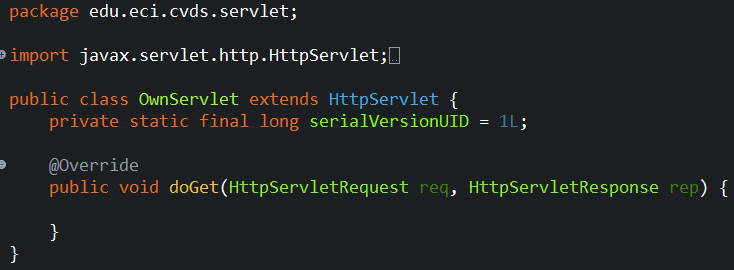 package edu.eci.cvds.servlet;
import javax.servlet.http.HttpServlet;
public class OwnServlet extends HttpServlet {
private static final long serialVersionUID = 1L;
@Override
public void doGet(HttpServletRequest req, HttpServletResponse rep) {
}
}